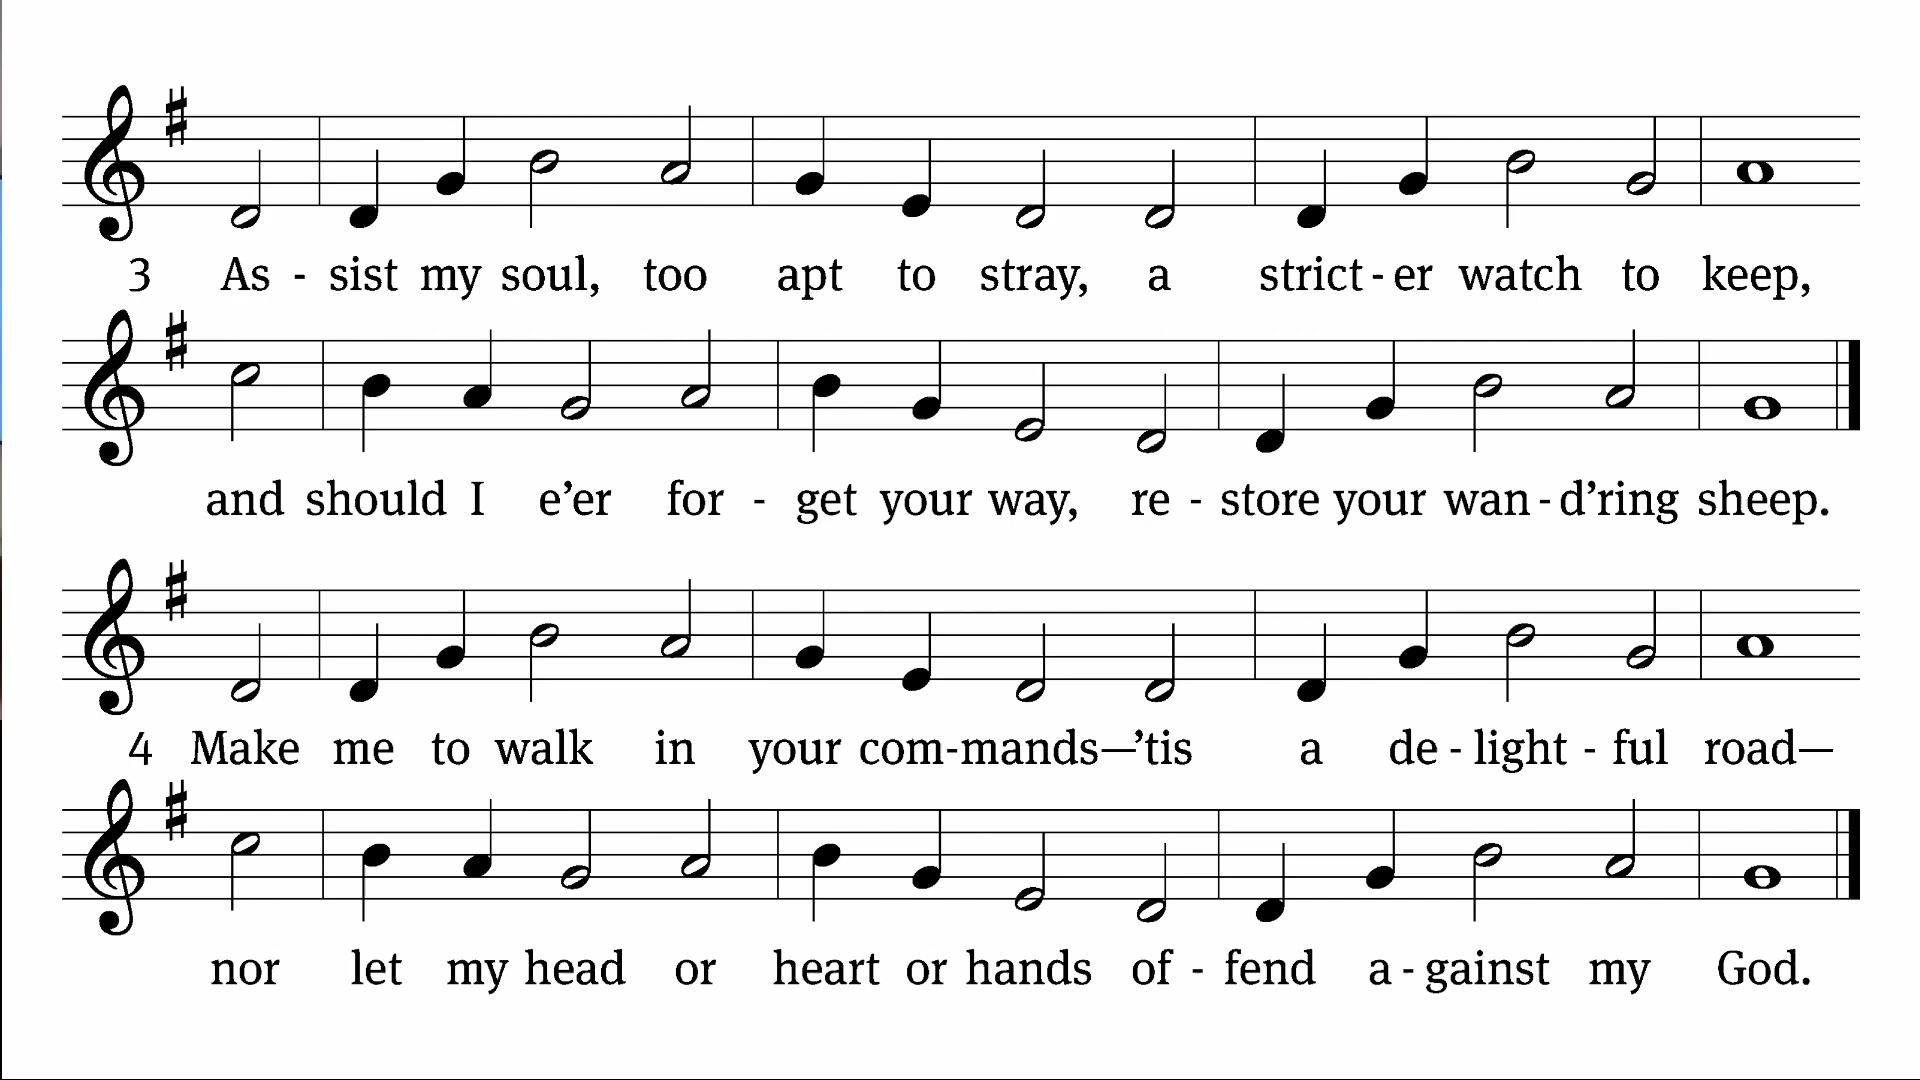 3 As - sist my soul, too apt to stray, a strict - er watch to keep,
and should I e’er for - get your way, re - store your wan - d’ring sheep.
4 Make me to walk in your com-mands—’tis a de - light - ful road—
nor let my head or heart or hands of - fend a - gainst my God.